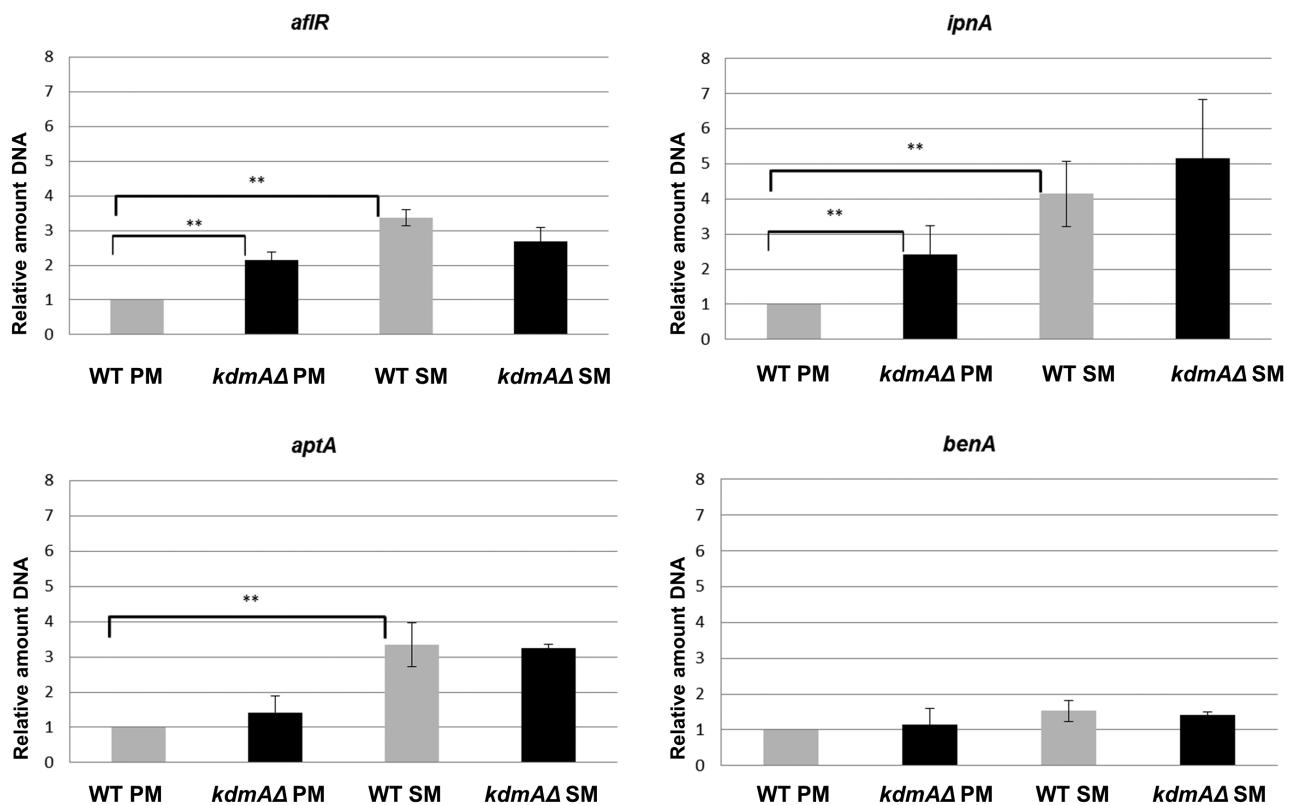 aflR
Relative amount DNA
8
7
6
5
4
3
2
1
0
**
**
WT PM
kdmAΔ PM
WT SM
kdmAΔ SM
ipnA
Relative amount DNA
8
7
6
5
4
3
2
1
0
**
**
WT PM
kdmAΔ PM
WT SM
kdmAΔ SM
aptA
Relative amount DNA
8
7
6
5
4
3
2
1
0
**
WT PM
kdmAΔ PM
WT SM
kdmAΔ SM
benA
Relative amount DNA
8
7
6
5
4
3
2
1
0
WT PM
kdmAΔ PM
WT SM
kdmAΔ SM